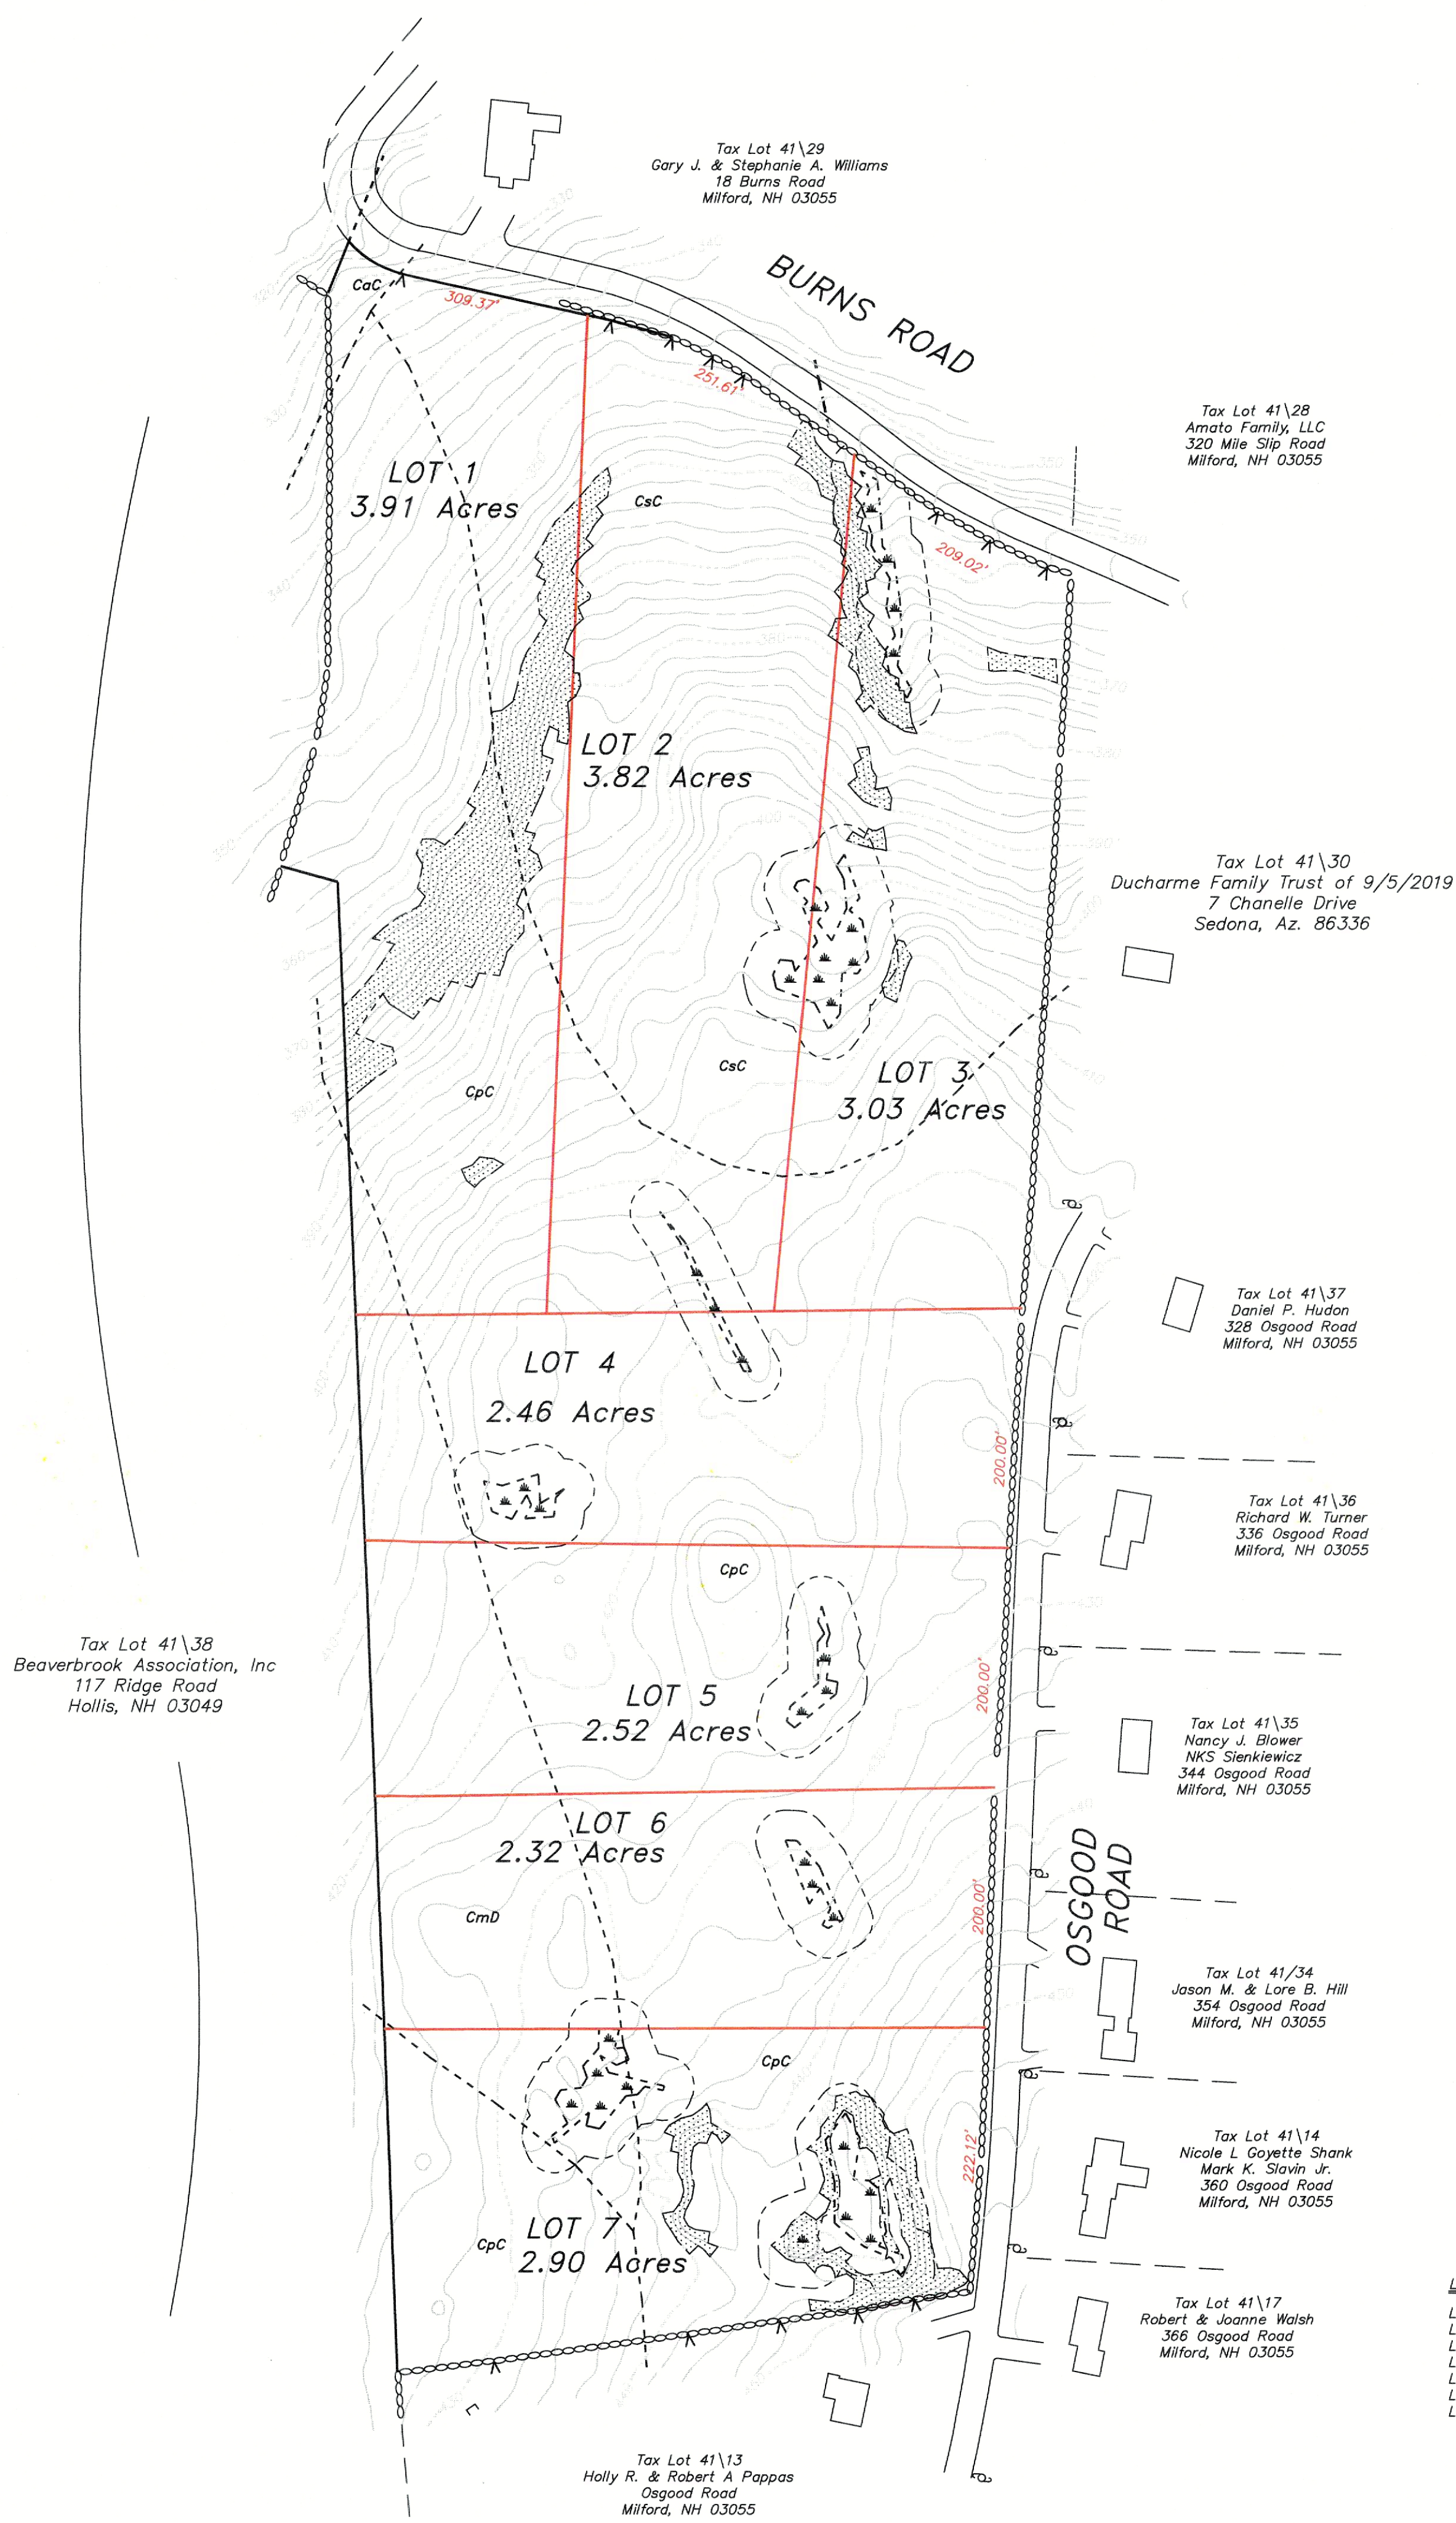 Tax Lot 41\29
Gary J. & Stephanie A. Williams
18 Burns Road
Milford, NH 03055
BURNS ROAD
CaC
309.37'
251.61'
209.02'
Tax Lot 41\28
Amato Family, LLC
320 Mile Slip Road
Milford, NH 03055
LOT 1
3.91 Acres
CsC
LOT 2
3.82 Acres
Tax Lot 41\30
Ducharme Family Trust of 9/5/2019
7 Chanelle Drive
Sedona, Az. 86336
CsC
LOT 3
3.03 Acres
CpC
Tax Lot 41\37
Daniel P. Hudon
328 Osgood Road
Milford, NH 03055
LOT 4
2.46 Acres
200.00'
Tax Lot 41\36
Richard W. Turner
336 Osgood Road
Milford, NH 03055
CpC
Tax Lot 41\38
Beaverbrook Association, Inc
117 Ridge Road
Hollis, NH 03049
LOT 5
2.52 Acres
200.00'
Tax Lot 41\35
Nancy J. Blower
NKS Sienkiewicz
344 Osgood Road
Milford, NH 03055
LOT 6
2.32 Acres
CmD
200.00'
OSGOOD
ROAD
Tax Lot 41/34
Jason M. & Lore B. Hill
354 Osgood Road
Milford, NH 03055
CpC
222.12'
Tax Lot 41\14
Nicole L Goyette Shank
Mark K. Slavin Jr.
360 Osgood Road
Milford, NH 03055
LOT 7
2.90 Acres
CpC
Tax Lot 41\17
Robert & Joanne Walsh
366 Osgood Road
Milford, NH 03055
Tax Lot 41\13
Holly R. & Robert A Pappas
Osgood Road
Milford, NH 03055